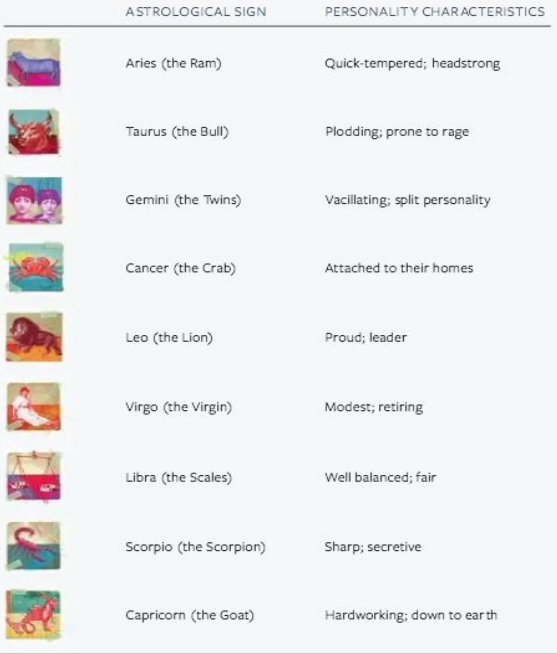 ASTROLOGICAL SIGN PERSONALITY CHARACTERISTICS
Aries (the Ram) Quick-tempered; headstrong
Taurus (the Bull) Plodding; prone to rage
Gemini (the Twins) Vacillating; split personality
Cancer (the Crab) Attached to their homes
Leo (the Lion) Proud; leader
Virgo (the Virgin) Modest; retiring
Libra (the Scales) Well balanced; fair
Scorpio (the Scorpion) Sharp; secretive
Capricorn (the Goat) Hardworking; down to earth